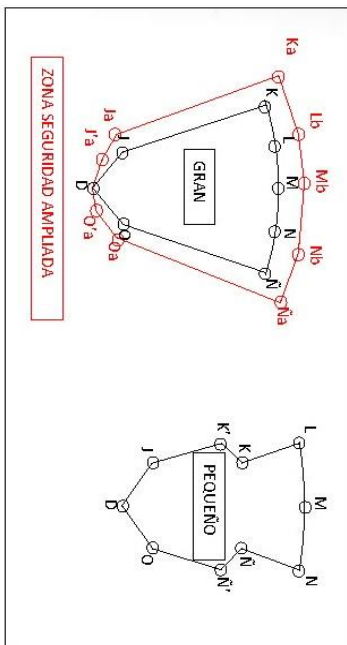 Ka
Lb
Mb
Nb
Ña
K
L
M
N
Ñ
GRAN
Ja
J
J'a
D
O'a
Oa
O
ZONA SEGURIDAD AMPLIADA
L
M
N
K'
K
Ñ
Ñ'
PEQUEÑO
J
D
O